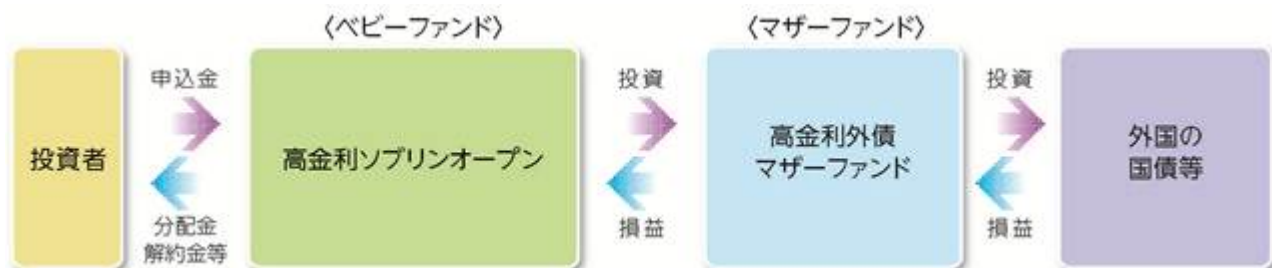 〈ベビーファンド〉
〈マザーファンド〉
投資者
申込金
分配金
解約金等
高金利ソブリンオープン
投資
損益
高金利外債
マザーファンド
投資
損益
外国の
国債等